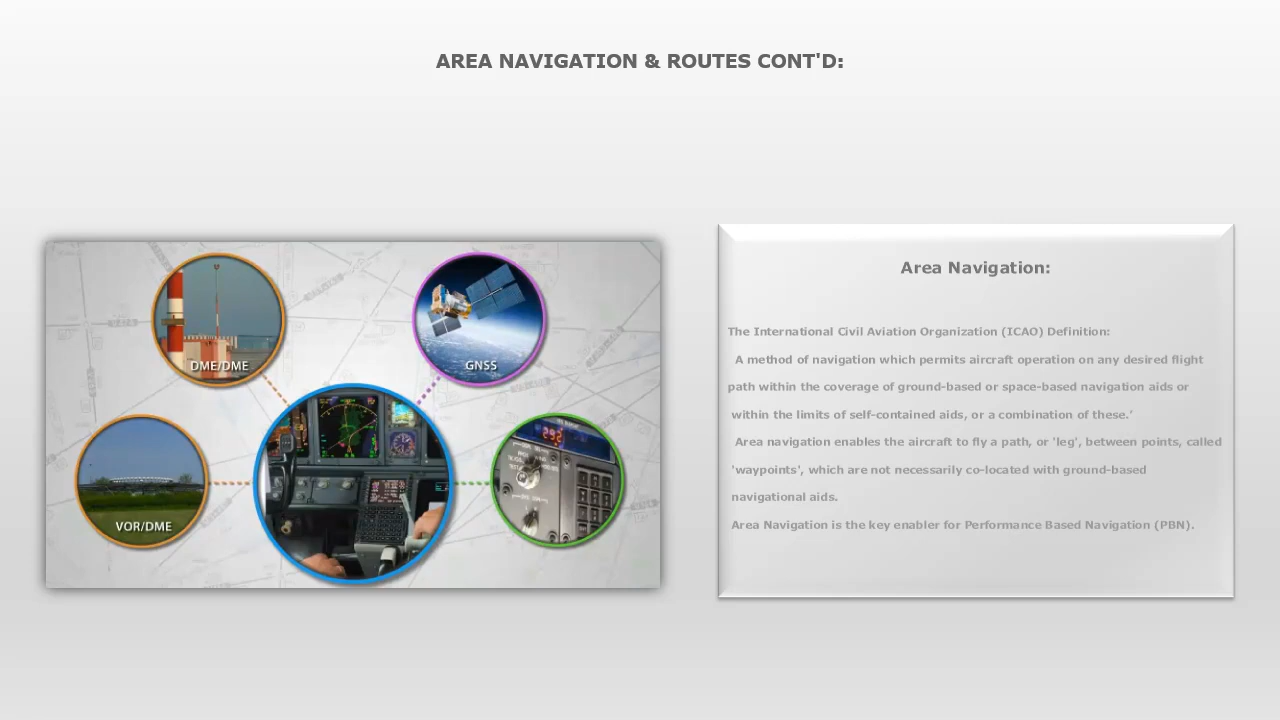 AREA NAVIGATION & ROUTES CONT'D:
DME/DME
GNSS
292
VOR/DME
Area Navigation:
The International Civil Aviation Organization (ICAO) Definition:
A method of navigation which permits aircraft operation on any desired flight
path within the coverage of ground-based or space-based navigation aids or
within the limits of self-contained aids, or a combination of these.'
Area navigation enables the aircraft to fly a path, or 'leg', between points, called
'waypoints', which are not necessarily co-located with ground-based
navigational aids.
Area Navigation is the key enabler for Performance Based Navigation (PBN).